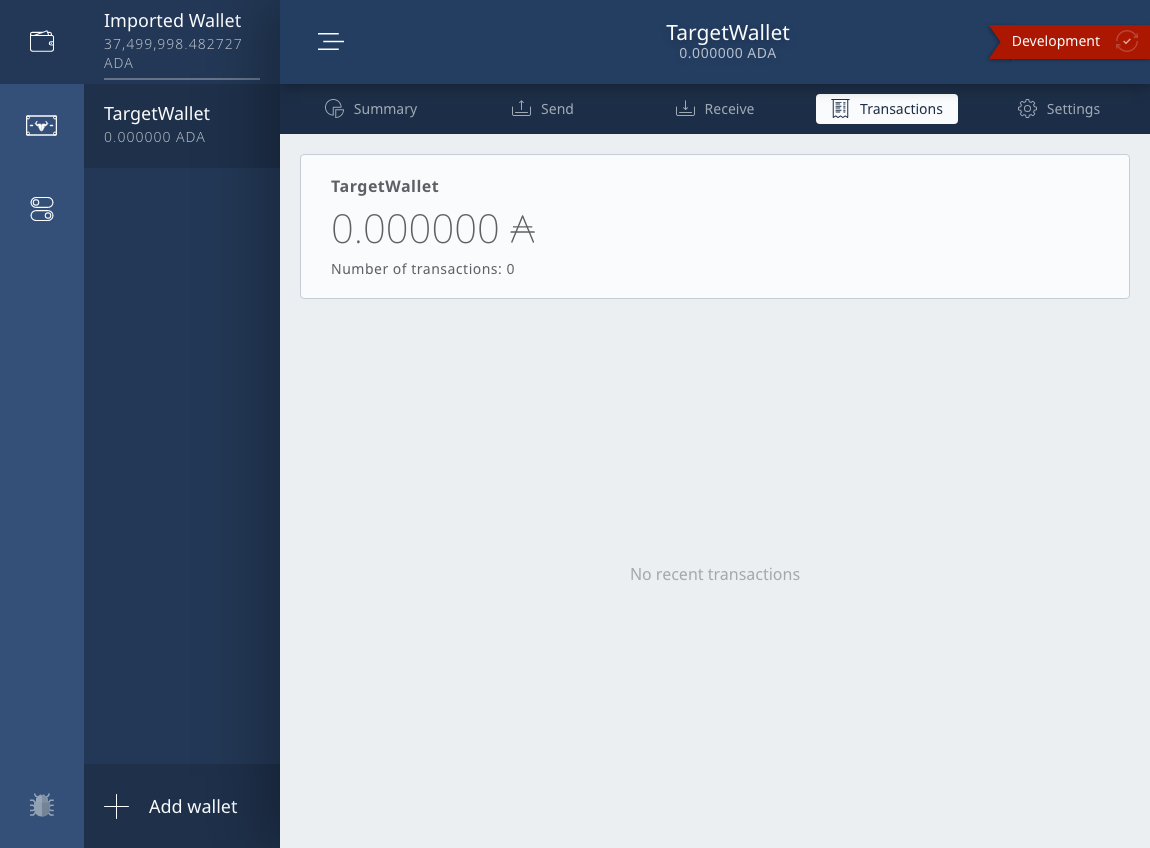 Imported Wallet
37,499,998.482727
ADA
TargetWallet
0.000000 ADA
Add wallet
TargetWallet
0.000000 ADA
Development
Summary
Send
Receive
Transactions
Settings
TargetWallet
0.000000 ₳
Number of transactions: 0
No recent transactions